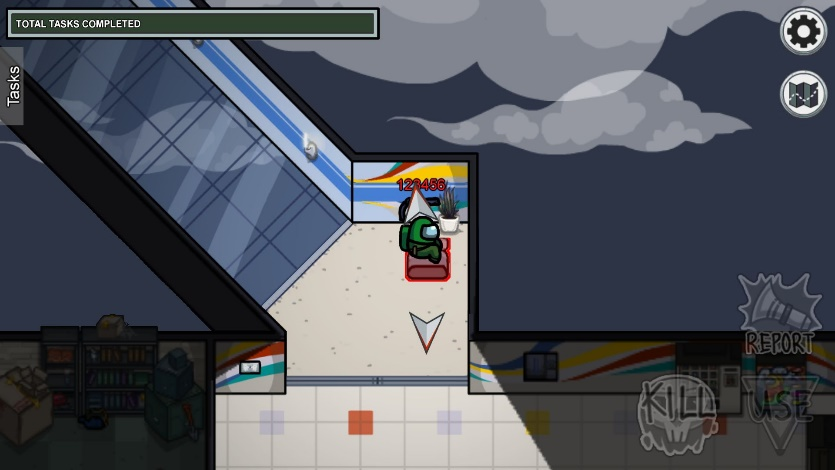 TOTAL TASKS COMPLETED
Tasks
123456
REPORT
KILL
USE